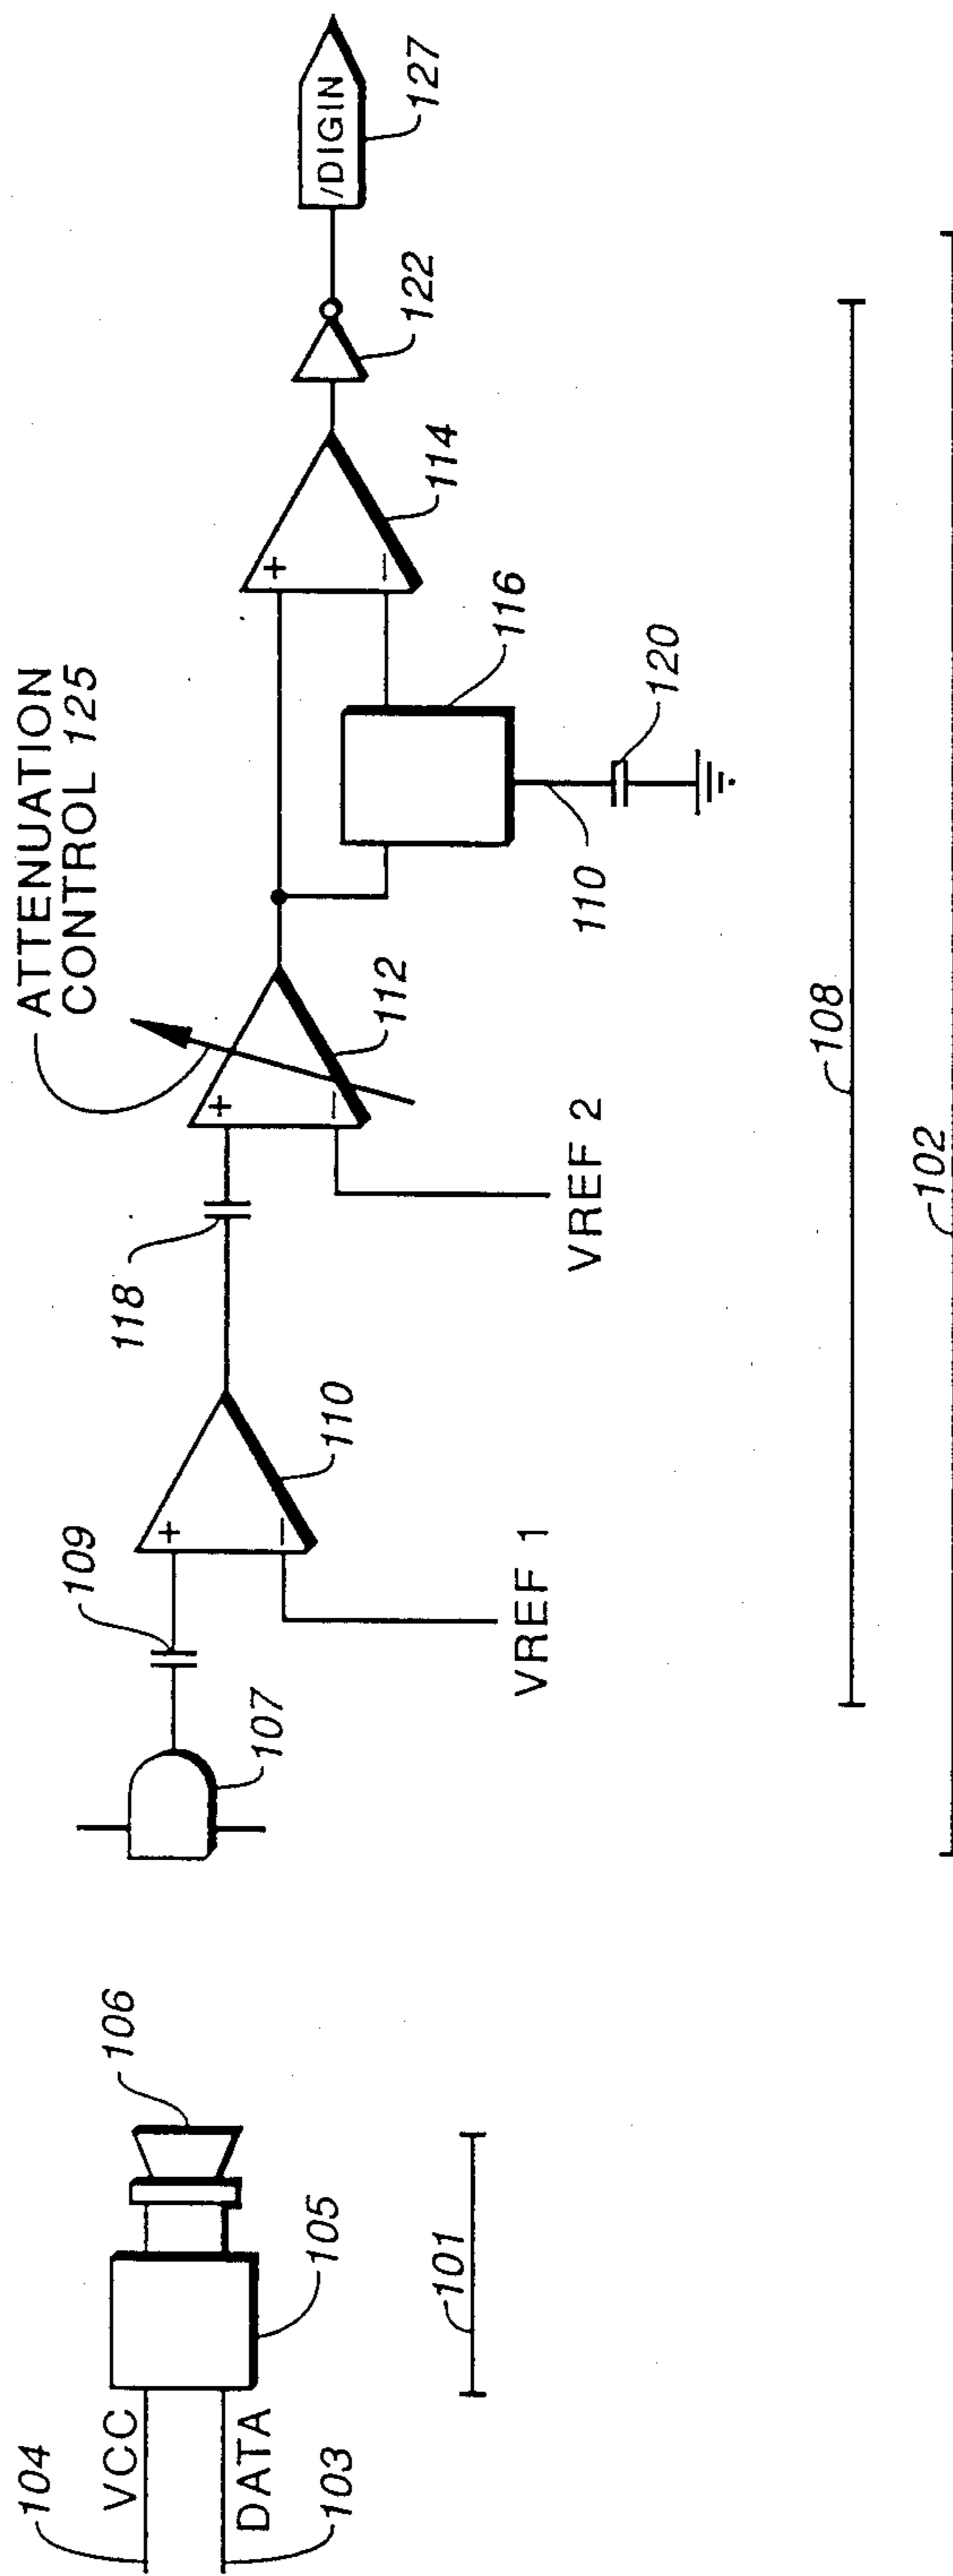 104
VCC
DATA
103
105
106
101
107
109
VREF 1
110
118
VREF 2
ATTENUATION
CONTROL 125
112
110
116
120
114
122
/DIGIN
127
108
102